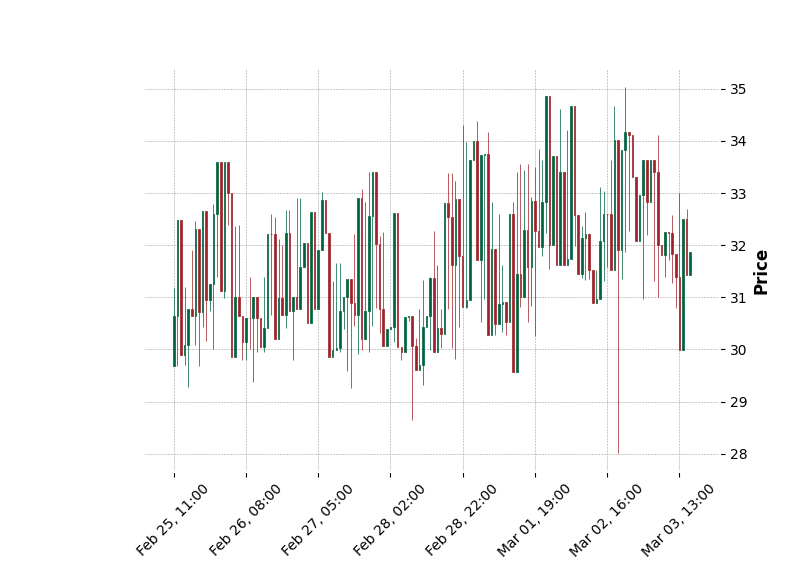 35
34
33
32
31
30
29
28
Price
Feb 25, 11:00
Feb 26, 08:00
Feb 27, 05:00
Feb 28, 02:00
Feb 28, 22:00
Mar 01, 19:00
Mar 02, 16:00
Mar 03, 13:00